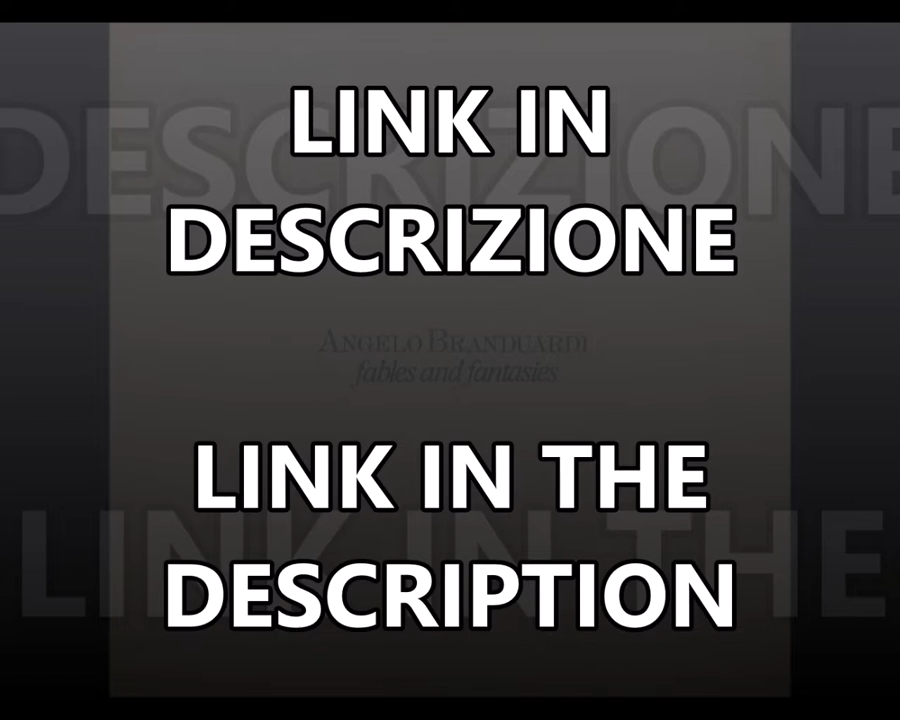 LINK IN
DESCRIZIONE
ANGELO BRANDUARDI
fables and fantasies
LINK IN THE
DESCRIPTION